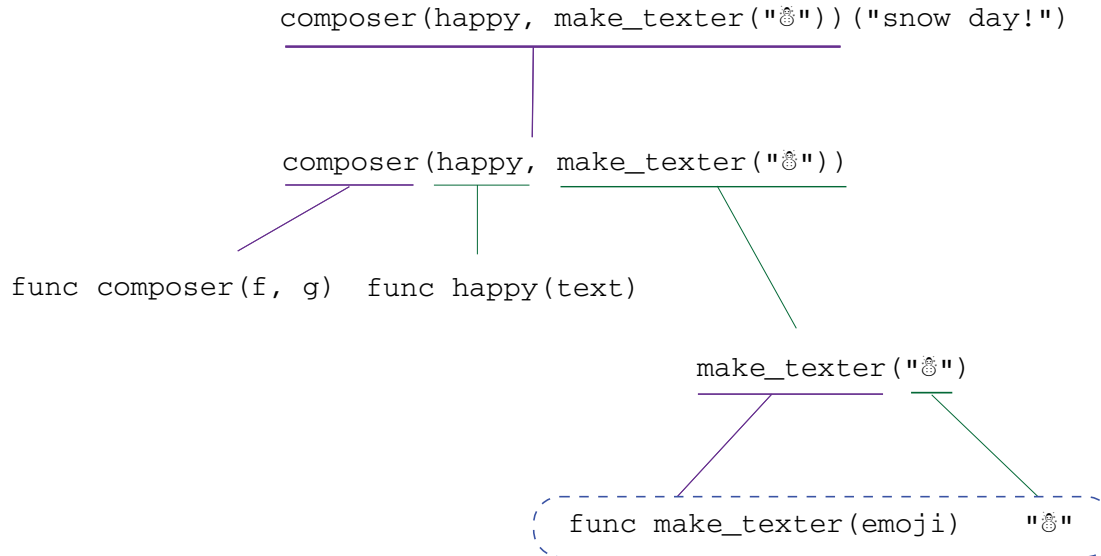 composer(happy, make_texter("☃"))("snow day!")
composer(happy, make_texter("☃"))
func composer(f, g) func happy(text)
make_texter("☃")
func make_texter(emoji) "☃"